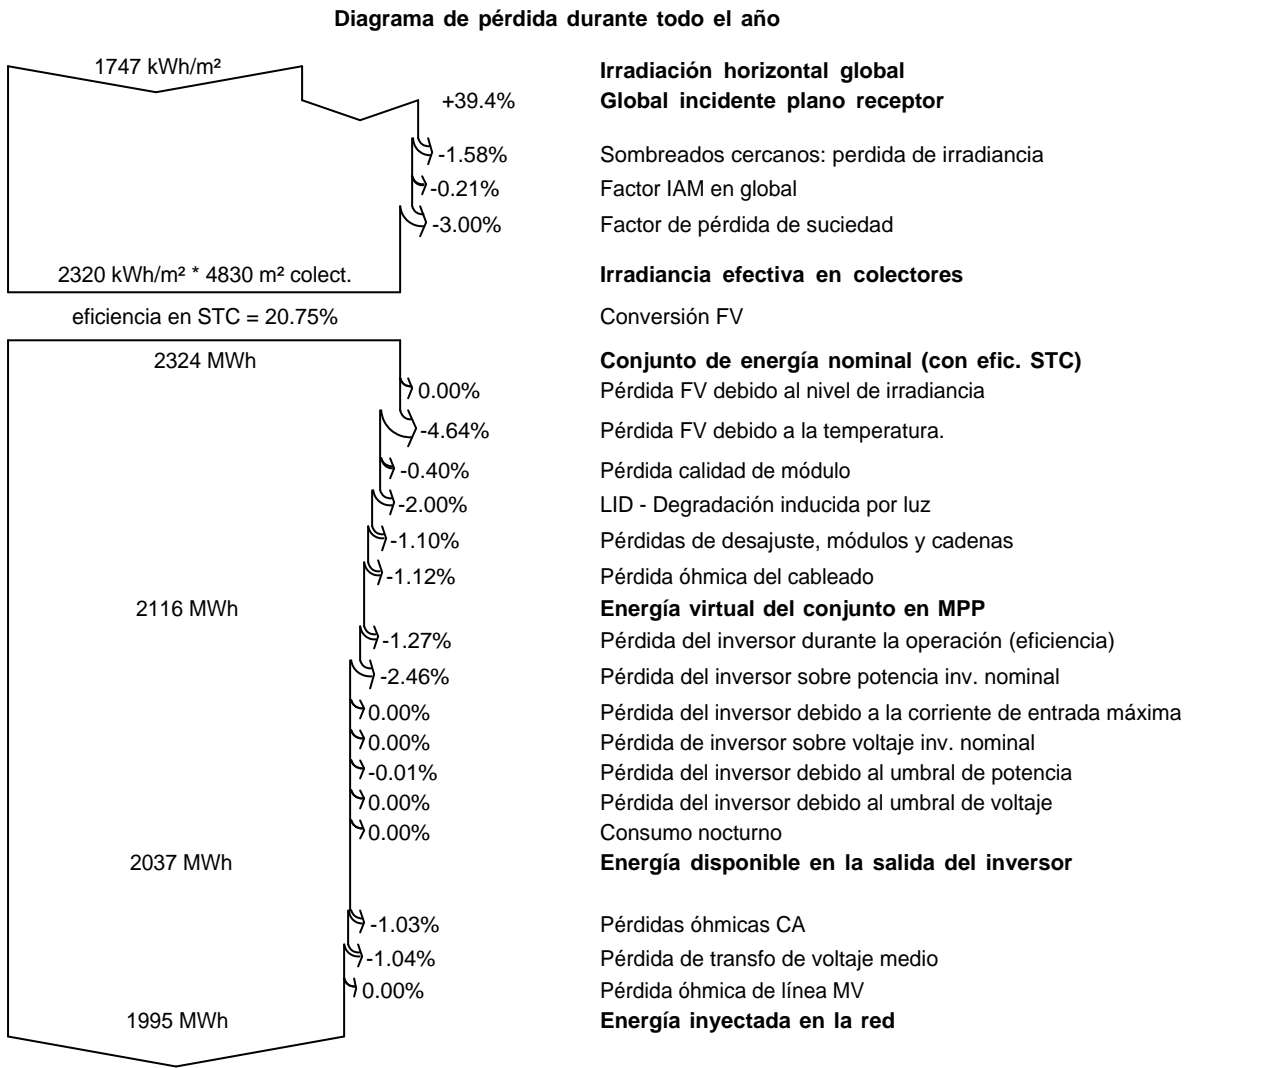 Diagrama de pérdida durante todo el año
1747 kWh/m² Irradiación horizontal global
+39.4% Global incidente plano receptor
-1.58% Sombreados cercanos: perdida de irradiancia
-0.21% Factor IAM en global
-3.00% Factor de pérdida de suciedad
2320 kWh/m² * 4830 m² colect. Irradiancia efectiva en colectores
eficiencia en STC = 20.75% Conversión FV
2324 MWh Conjunto de energía nominal (con efic. STC)
0.00% Pérdida FV debido al nivel de irradiancia
-4.64% Pérdida FV debido a la temperatura.
-0.40% Pérdida calidad de módulo
-2.00% LID - Degradación inducida por luz
-1.10% Pérdidas de desajuste, módulos y cadenas
-1.12% Pérdida óhmica del cableado
2116 MWh Energía virtual del conjunto en MPP
-1.27% Pérdida del inversor durante la operación (eficiencia)
-2.46% Pérdida del inversor sobre potencia inv. nominal
0.00% Pérdida del inversor debido a la corriente de entrada máxima
0.00% Pérdida de inversor sobre voltaje inv. nominal
-0.01% Pérdida del inversor debido al umbral de potencia
0.00% Pérdida del inversor debido al umbral de voltaje
0.00% Consumo nocturno
2037 MWh Energía disponible en la salida del inversor
-1.03% Pérdidas óhmicas CA
-1.04% Pérdida de transfo de voltaje medio
0.00% Pérdida óhmica de línea MV
1995 MWh Energía inyectada en la red